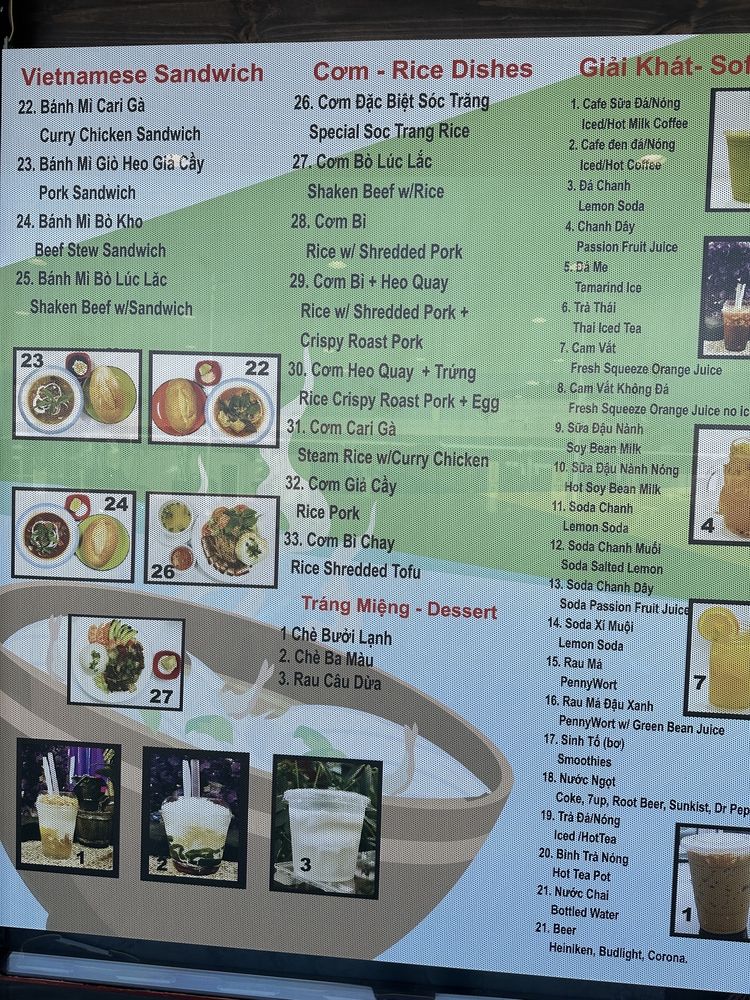 Vietnamese Sandwich
22. Bánh Mì Cari Gà
Curry Chicken Sandwich
23. Bánh Mì Giò Heo Giả Cầy
Pork Sandwich
24. Bánh Mì Bò Kho
Beef Stew Sandwich
25. Bánh Mì Bò Lúc Lắc
Shaken Beef w/Sandwich
23
22
24
26
27
1
2
3
Cơm - Rice Dishes
26. Cơm Đặc Biệt Sóc Trăng
Special Soc Trang Rice
27. Cơm Bò Lúc Lắc
Shaken Beef w/Rice
28. Cơm Bì
Rice w/ Shredded Pork
29. Cơm Bì + Heo Quay
Rice w/ Shredded Pork +
Crispy Roast Pork
30. Cơm Heo Quay + Trứng
Rice Crispy Roast Pork + Egg
31. Cơm Cari Gà
Steam Rice w/Curry Chicken
32. Cơm Giả Cầy
Rice Pork
33. Cơm Bì Chay
Rice Shredded Tofu
Tráng Miệng - Dessert
1 Chè Bưởi Lạnh
2. Chè Ba Màu
3. Rau Câu Dừa
Giải Khát- Sof
1. Cafe Sữa Đá/Nóng
Iced/Hot Milk Coffee
2. Cafe đen đá/Nóng
Iced/Hot Coffee
3. Đá Chanh
Lemon Soda
4. Chanh Dây
Passion Fruit Juice
5. Đá Me
Tamarind Ice
6. Trà Thái
Thai Iced Tea
7. Cam Vắt
Fresh Squeeze Orange Juice
8. Cam Vắt Không Đá
Fresh Squeeze Orange Juice no ic
9. Sữa Đậu Nành
Soy Bean Milk
10. Sữa Đậu Nành Nóng
Hot Soy Bean Milk
11. Soda Chanh
Lemon Soda
12. Soda Chanh Muối
Soda Salted Lemon
13. Soda Chanh Dây
Soda Passion Fruit Juice
14. Soda Xí Muội
Lemon Soda
15. Rau Má
PennyWort
16. Rau Má Đậu Xanh
PennyWort w/ Green Bean Juice
17. Sinh Tố (bơ)
Smoothies
18. Nước Ngọt
Coke, 7up, Root Beer, Sunkist, Dr Pep
19. Trà Đá/Nóng
Iced /HotTea
20. Bình Trà Nóng
Hot Tea Pot
21. Nước Chai
Bottled Water
21. Beer
Heiniken, Budlight, Corona.
4
7
1